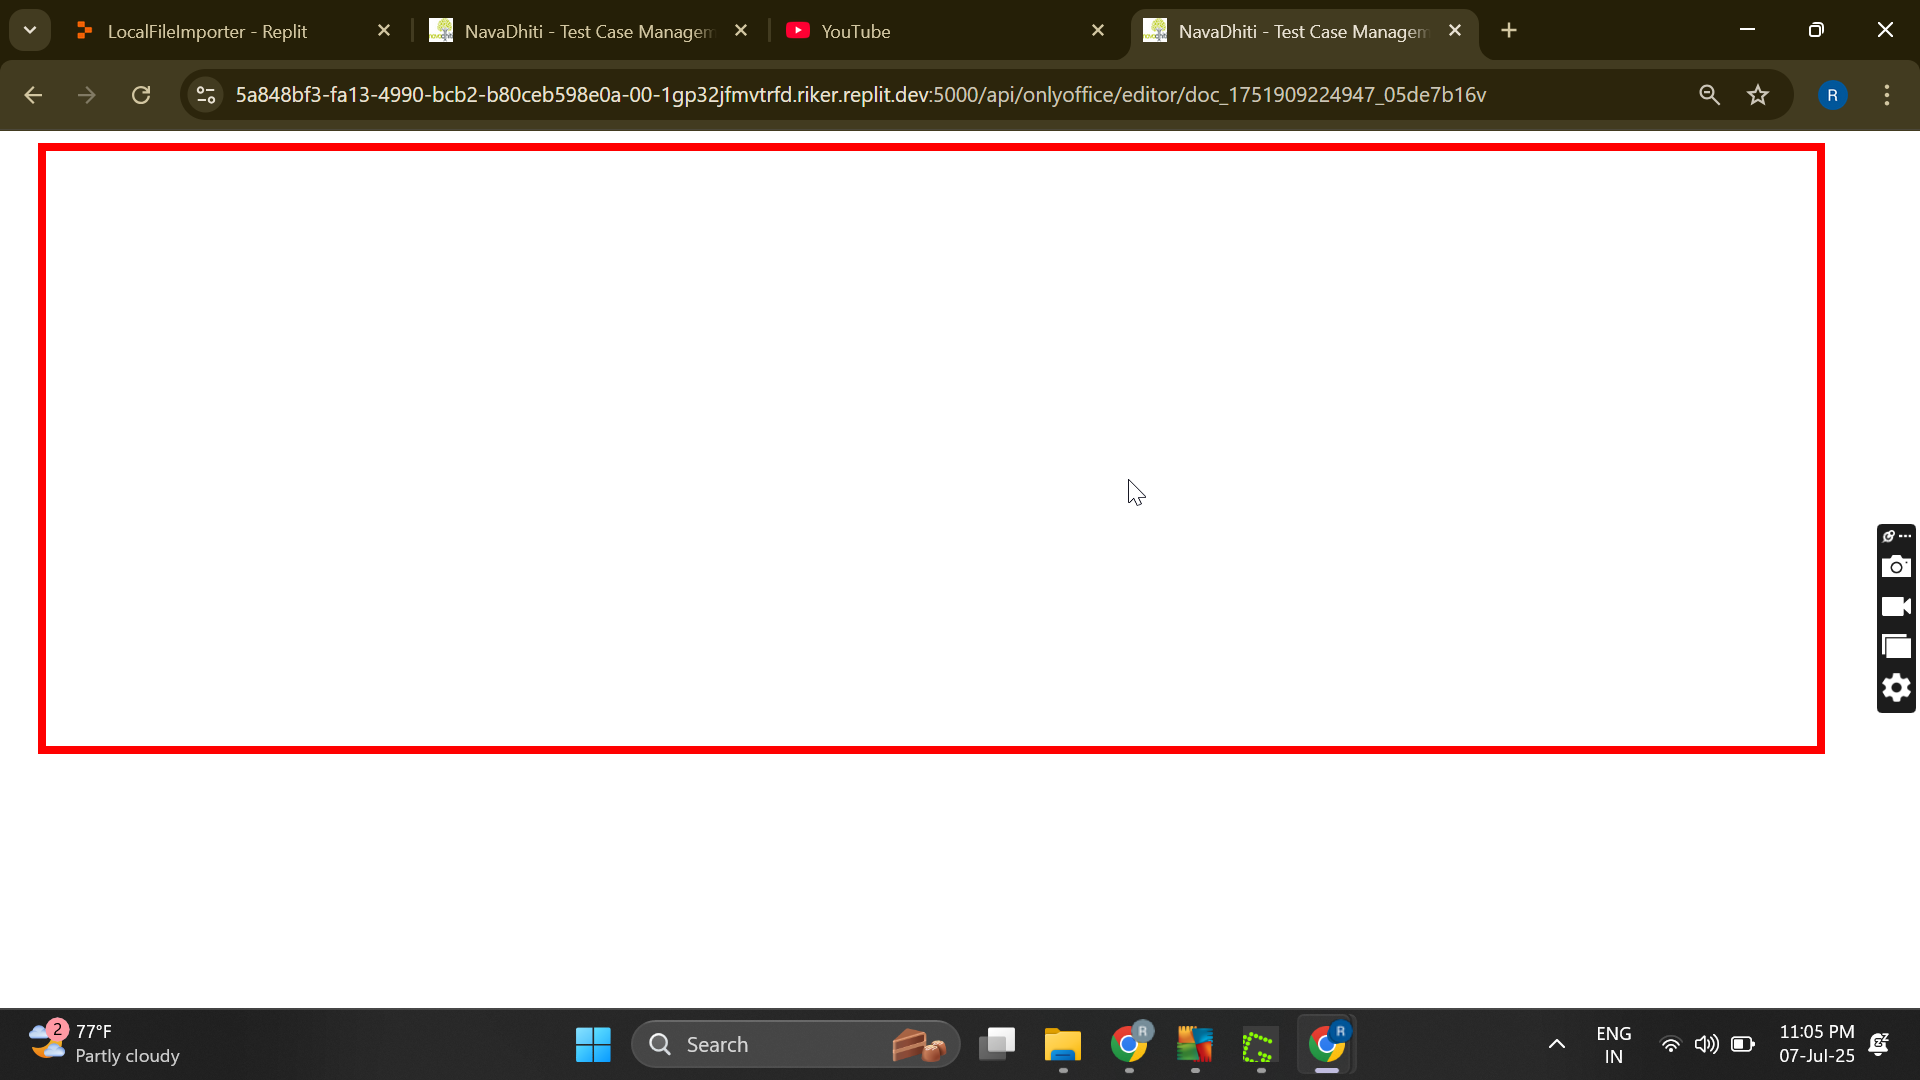 LocalFileImporter - Replit
NavaDhiti - Test Case Managem
YouTube
NavaDhiti - Test Case Managem
5a848bf3-fa13-4990-bcb2-b80ceb598e0a-00-1gp32jfmvtrfd.riker.replit.dev:5000/api/onlyoffice/editor/doc_1751909224947_05de7b16v
R
2
77°F
Partly cloudy
Search
R
R
ENG
IN
11:05 PM
07-Jul-25